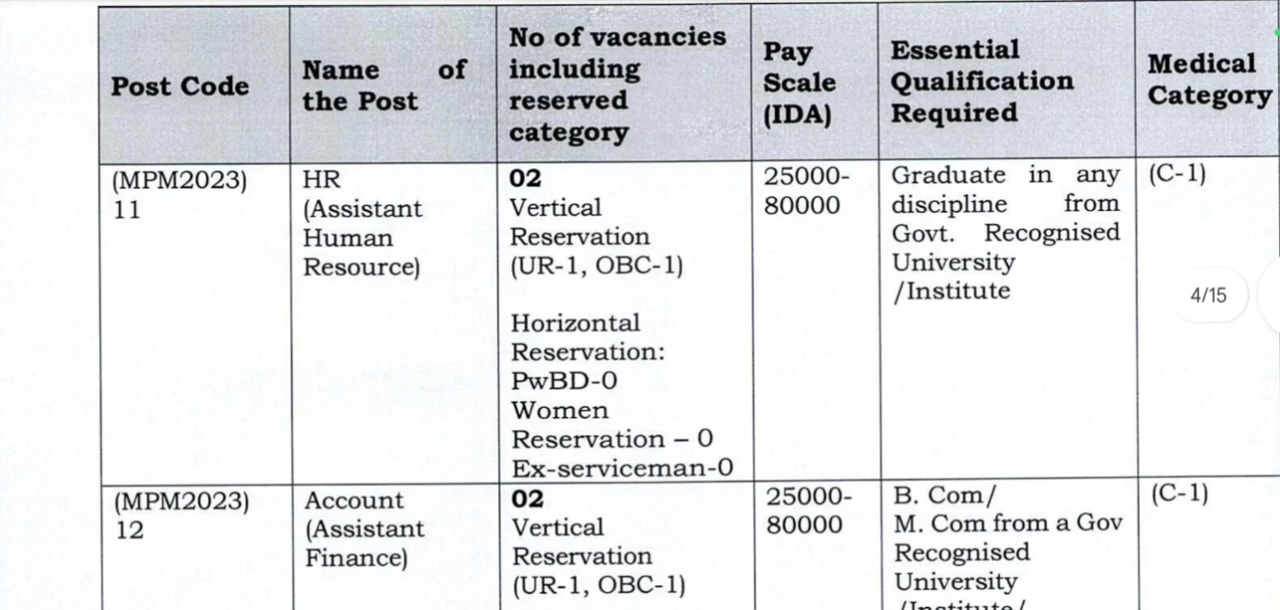 Post Code
Name of
the Post
No of vacancies
including
reserved
category
Pay
Scale
(IDA)
Essential
Qualification
Required
Medical
Category
(MPM2023)
11
HR
(Assistant
Human
Resource)
02
Vertical
Reservation
(UR-1, OBC-1)
Horizontal
Reservation:
PwBD-0
Women
Reservation – 0
Ex-serviceman-0
25000-
80000
Graduate in any
discipline from
Govt. Recognised
University
/Institute
(C-1)
4/15
(MPM2023)
12
Account
(Assistant
Finance)
02
Vertical
Reservation
(UR-1, OBC-1)
25000-
80000
B. Com/
M. Com from a Gov
Recognised
University
/Institute/
(C-1)